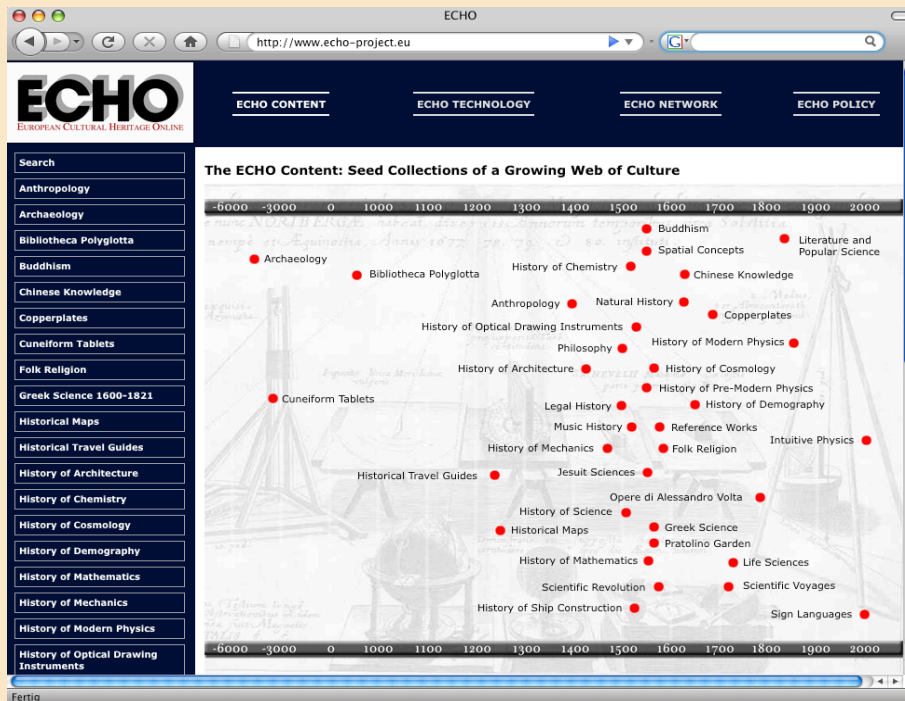 ECHO
http://www.echo-project.eu
G
ECHO
EUROPEAN CULTURAL HERITAGE ONLINE
ECHO CONTENT
ECHO TECHNOLOGY
ECHO NETWORK
ECHO POLICY
Search
Anthropology
Archaeology
Bibliotheca Polyglotta
Buddhism
Chinese Knowledge
Copperplates
Cuneiform Tablets
Folk Religion
Greek Science 1600-1821
Historical Maps
Historical Travel Guides
History of Architecture
History of Chemistry
History of Cosmology
History of Demography
History of Mathematics
History of Mechanics
History of Modern Physics
History of Optical Drawing
Instruments
The ECHO Content: Seed Collections of a Growing Web of Culture
-6000 -3000 0 1000 1100 1200 1300 1400 1500 1600 1700 1800 1900 2000
Buddhism
Literature and
Popular Science
Spatial Concepts
Archaeology
History of Chemistry
Bibliotheca Polyglotta
Chinese Knowledge
Anthropology
Natural History
Copperplates
History of Optical Drawing Instruments
History of Modern Physics
Philosophy
History of Architecture
History of Cosmology
History of Pre-Modern Physics
Cuneiform Tablets
Legal History
History of Demography
Music History
Reference Works
Intuitive Physics
History of Mechanics
Folk Religion
Historical Travel Guides
Jesuit Sciences
Opere di Alessandro Volta
History of Science
Historical Maps
Greek Science
Pratolino Garden
History of Mathematics
Life Sciences
Scientific Revolution
Scientific Voyages
History of Ship Construction
Sign Languages
-6000 -3000 0 1000 1100 1200 1300 1400 1500 1600 1700 1800 1900 2000
Fertig